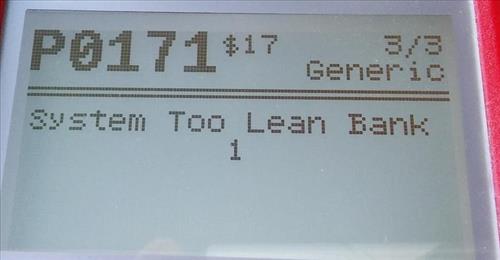 P0171 $17 3/3
Generic
System Too Lean Bank
1